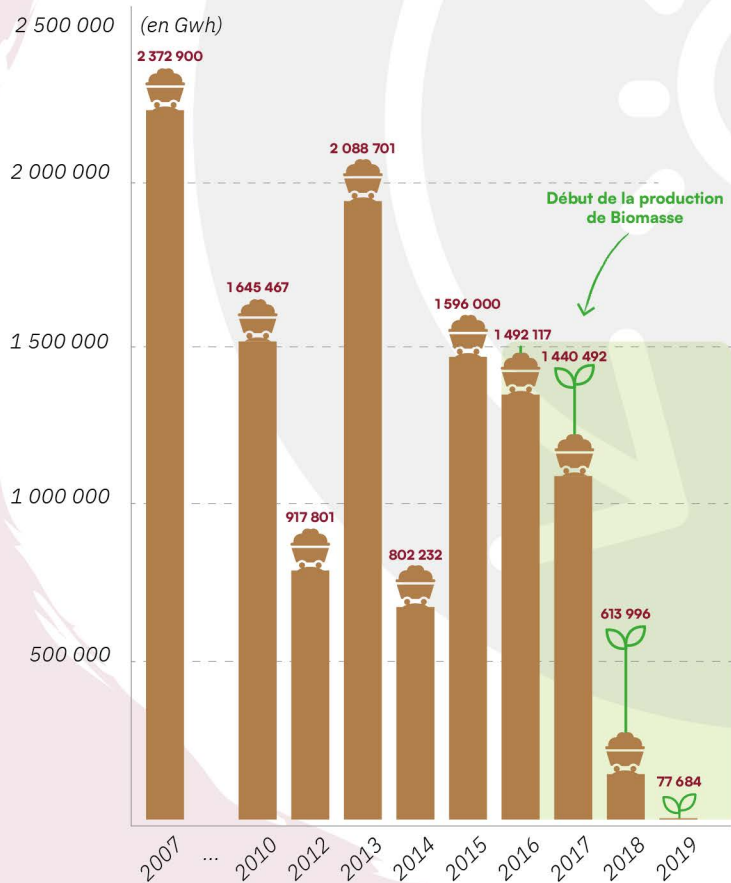 2 500 000 (en Gwh)
2 372 900
2 088 701
2 000 000
Début de la production
de Biomasse
1 645 467
1 596 000
1 492 117
1 500 000
1 440 492
1 000 000
917 801
802 232
613 996
500 000
77 684
2007 ... 2010 2012 2013 2014 2015 2016 2017 2018 2019